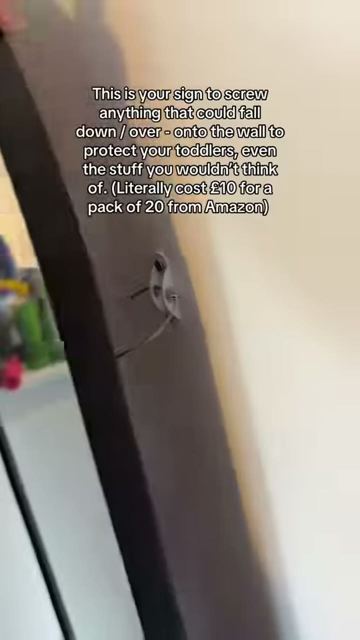 This is your sign to screw
anything that could fall
down / over - onto the wall to
protect your toddlers, even
the stuff you wouldn't think
of. (Literally cost £10 for a
pack of 20 from Amazon)